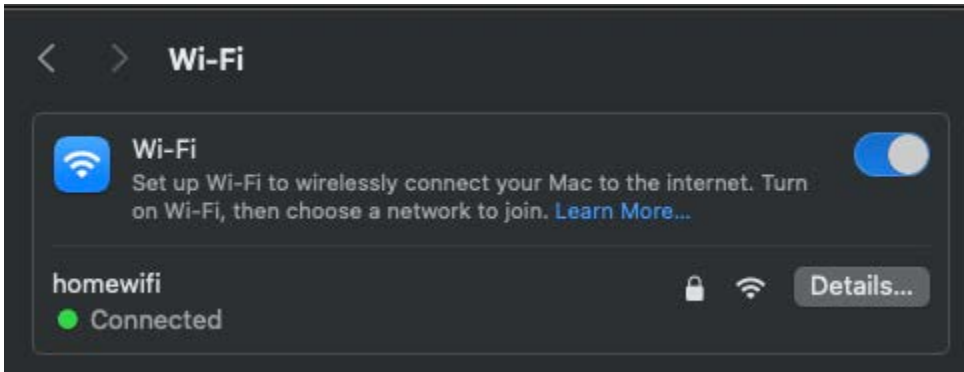 Wi-Fi
Wi-Fi
Set up Wi-Fi to wirelessly connect your Mac to the internet. Turn
on Wi-Fi, then choose a network to join. Learn More...
homewifi
Details...
Connected